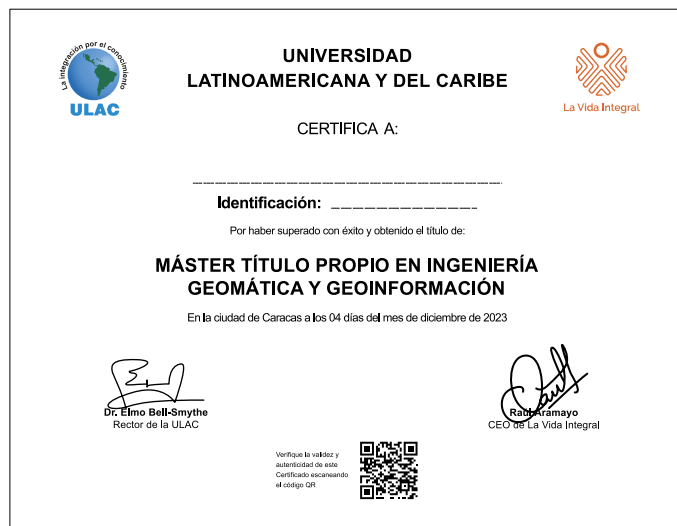 La integración por el conocimiento
ULAC
UNIVERSIDAD
LATINOAMERICANA Y DEL CARIBE
La Vida Integral
CERTIFICA A:
Identificación:
Por haber superado con éxito y obtenido el título de:
MÁSTER TÍTULO PROPIO EN INGENIERÍA
GEOMÁTICA Y GEOINFORMACIÓN
En la ciudad de Caracas a los 04 días del mes de diciembre de 2023
Dr. Elmo Bell-Smythe
Rector de la ULAC
Raúl Aramayo
CEO de La Vida Integral
Verifique la validez y
autenticidad de este
Certificado escaneando
el código QR